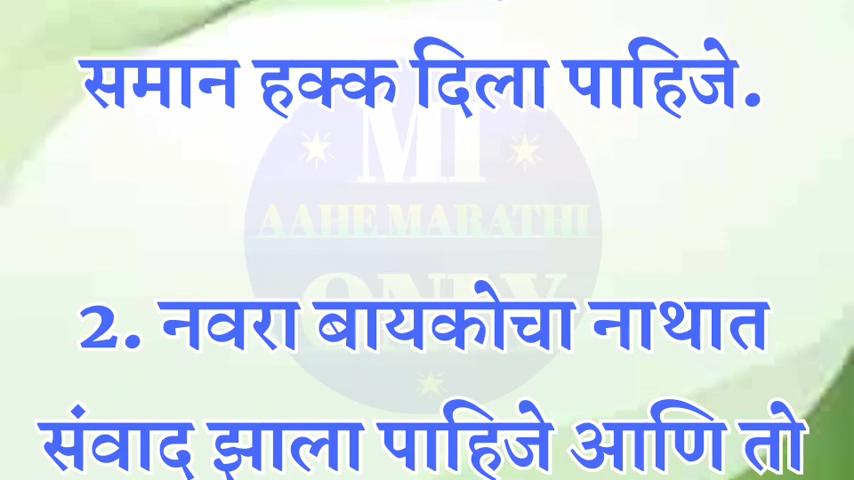 समान हक्क दिला पाहिजे.
MI
AAHE MARATHI
ONLY
2. नवरा बायकोचा नाथात
संवाद झाला पाहिजे आणि तो